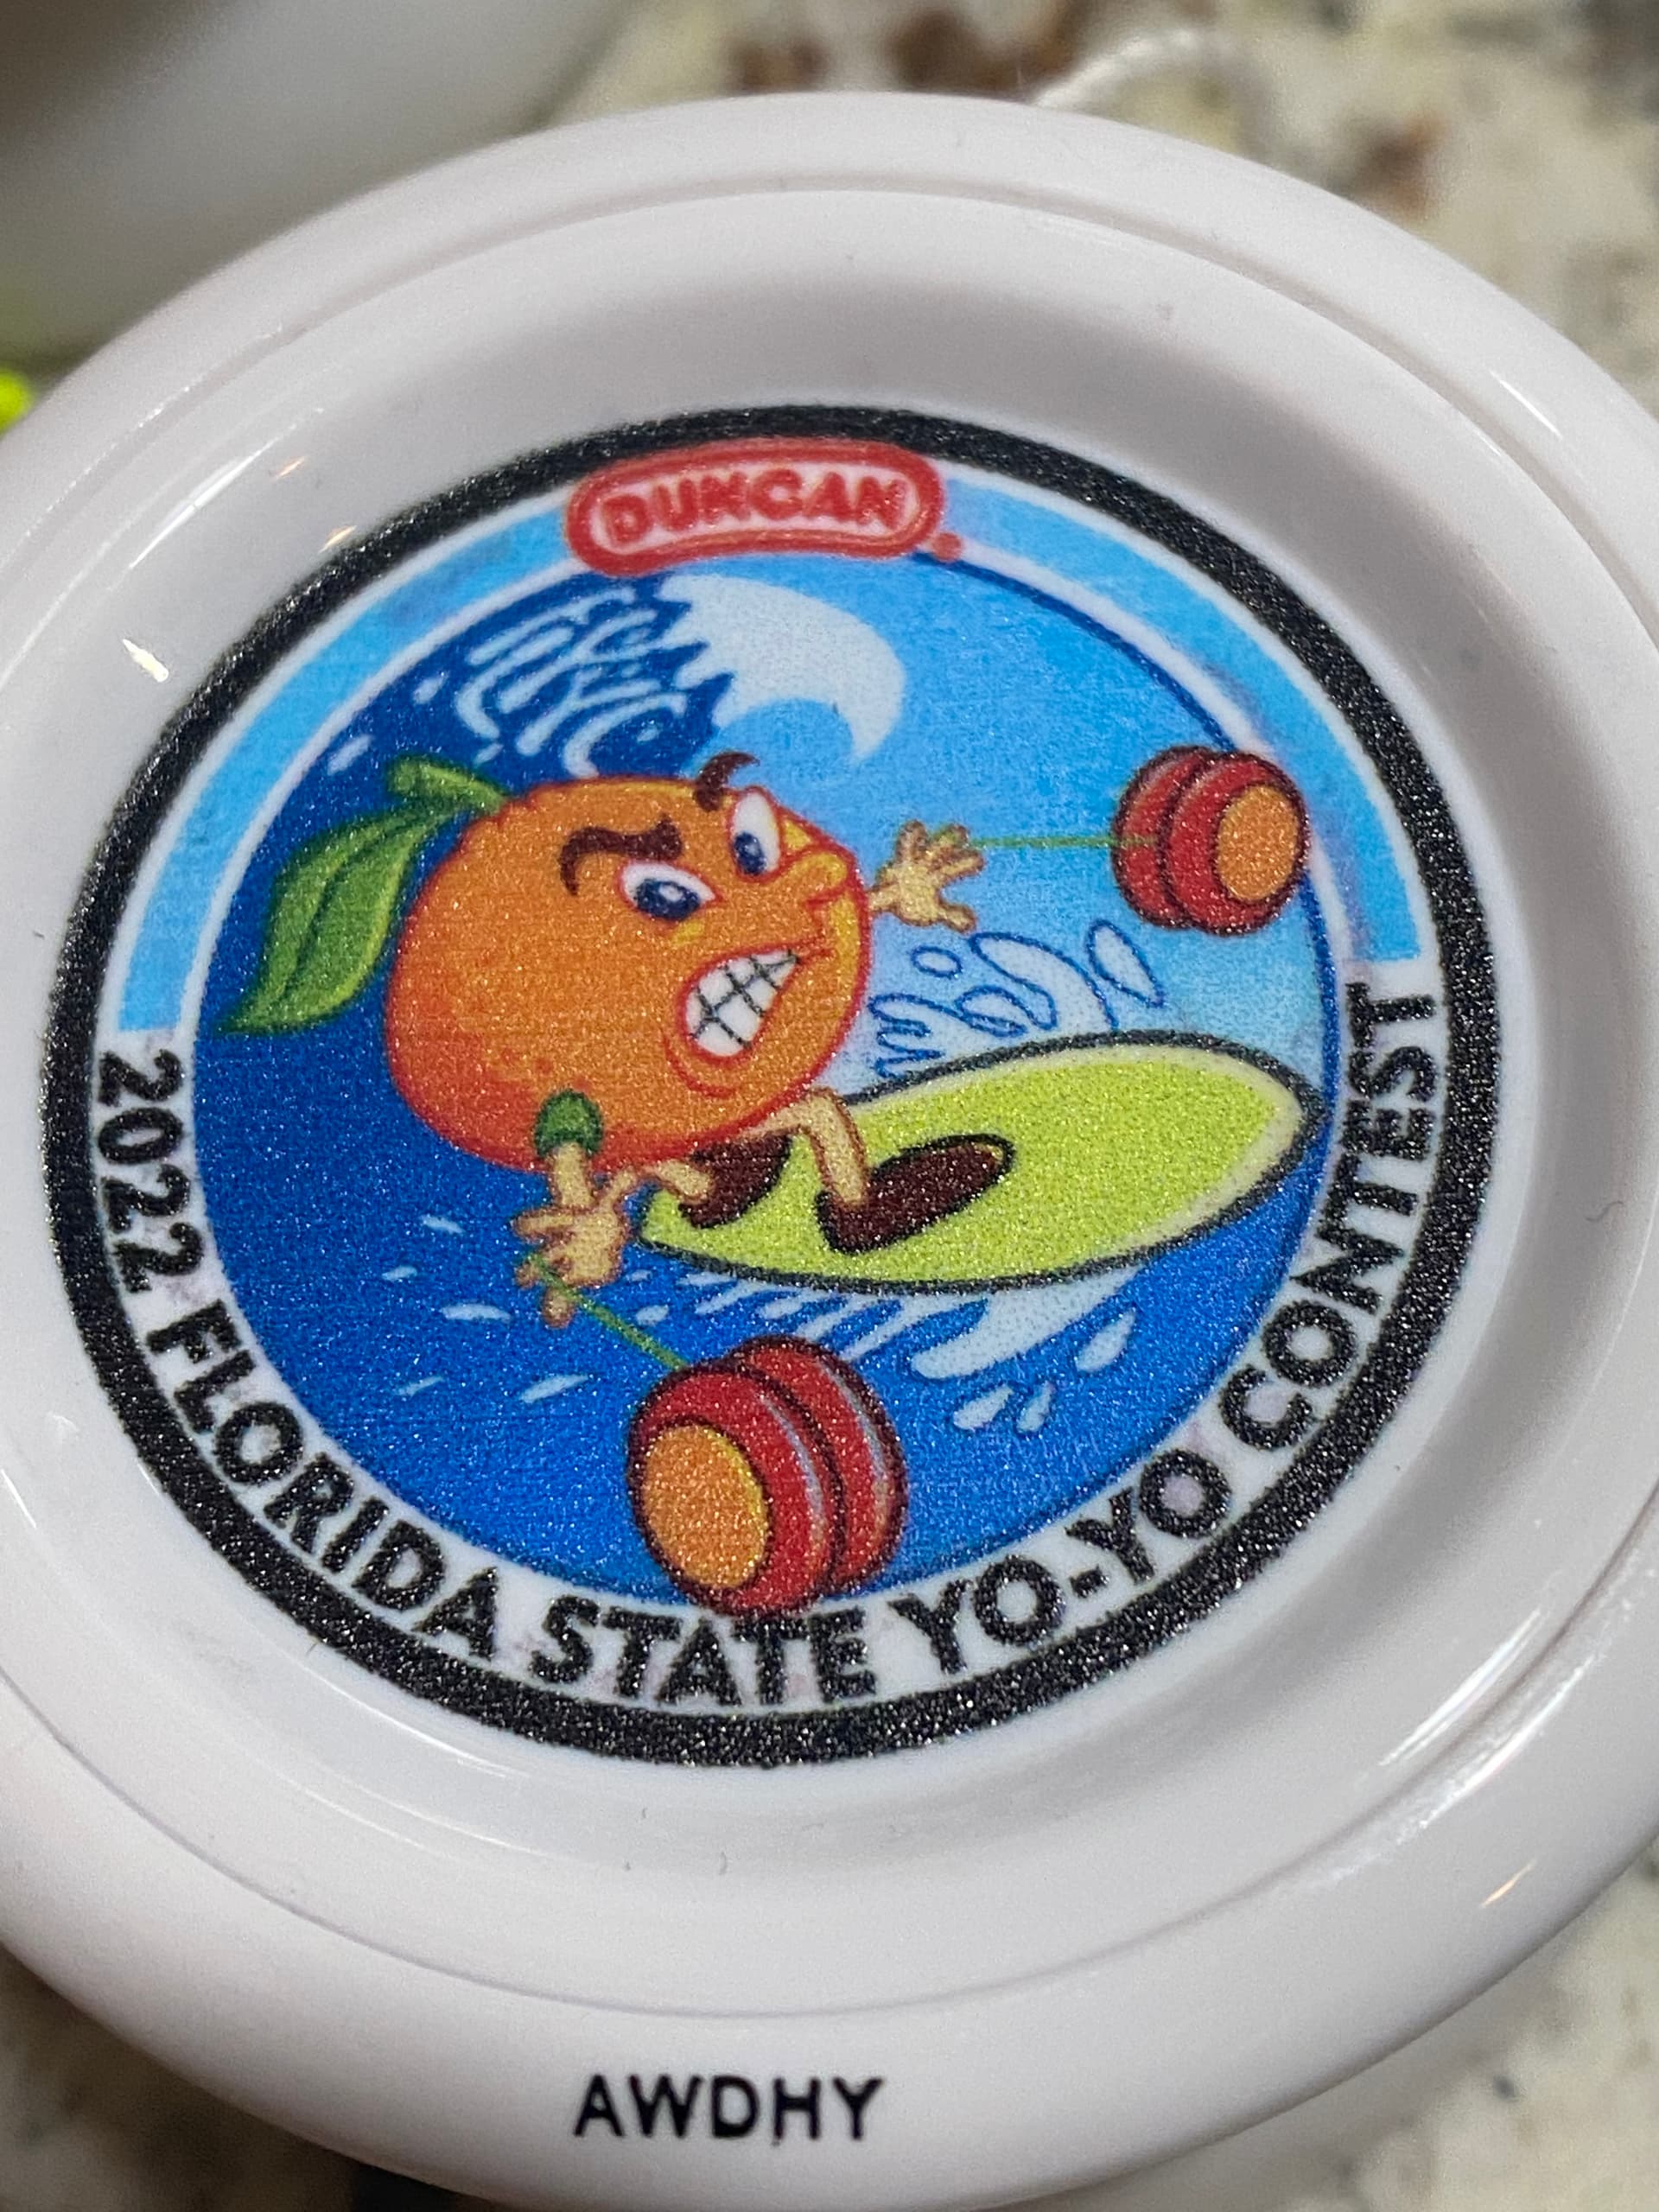 DUNCAN
2022 FLORIDA STATE YO-YO CONTEST
AWDHY